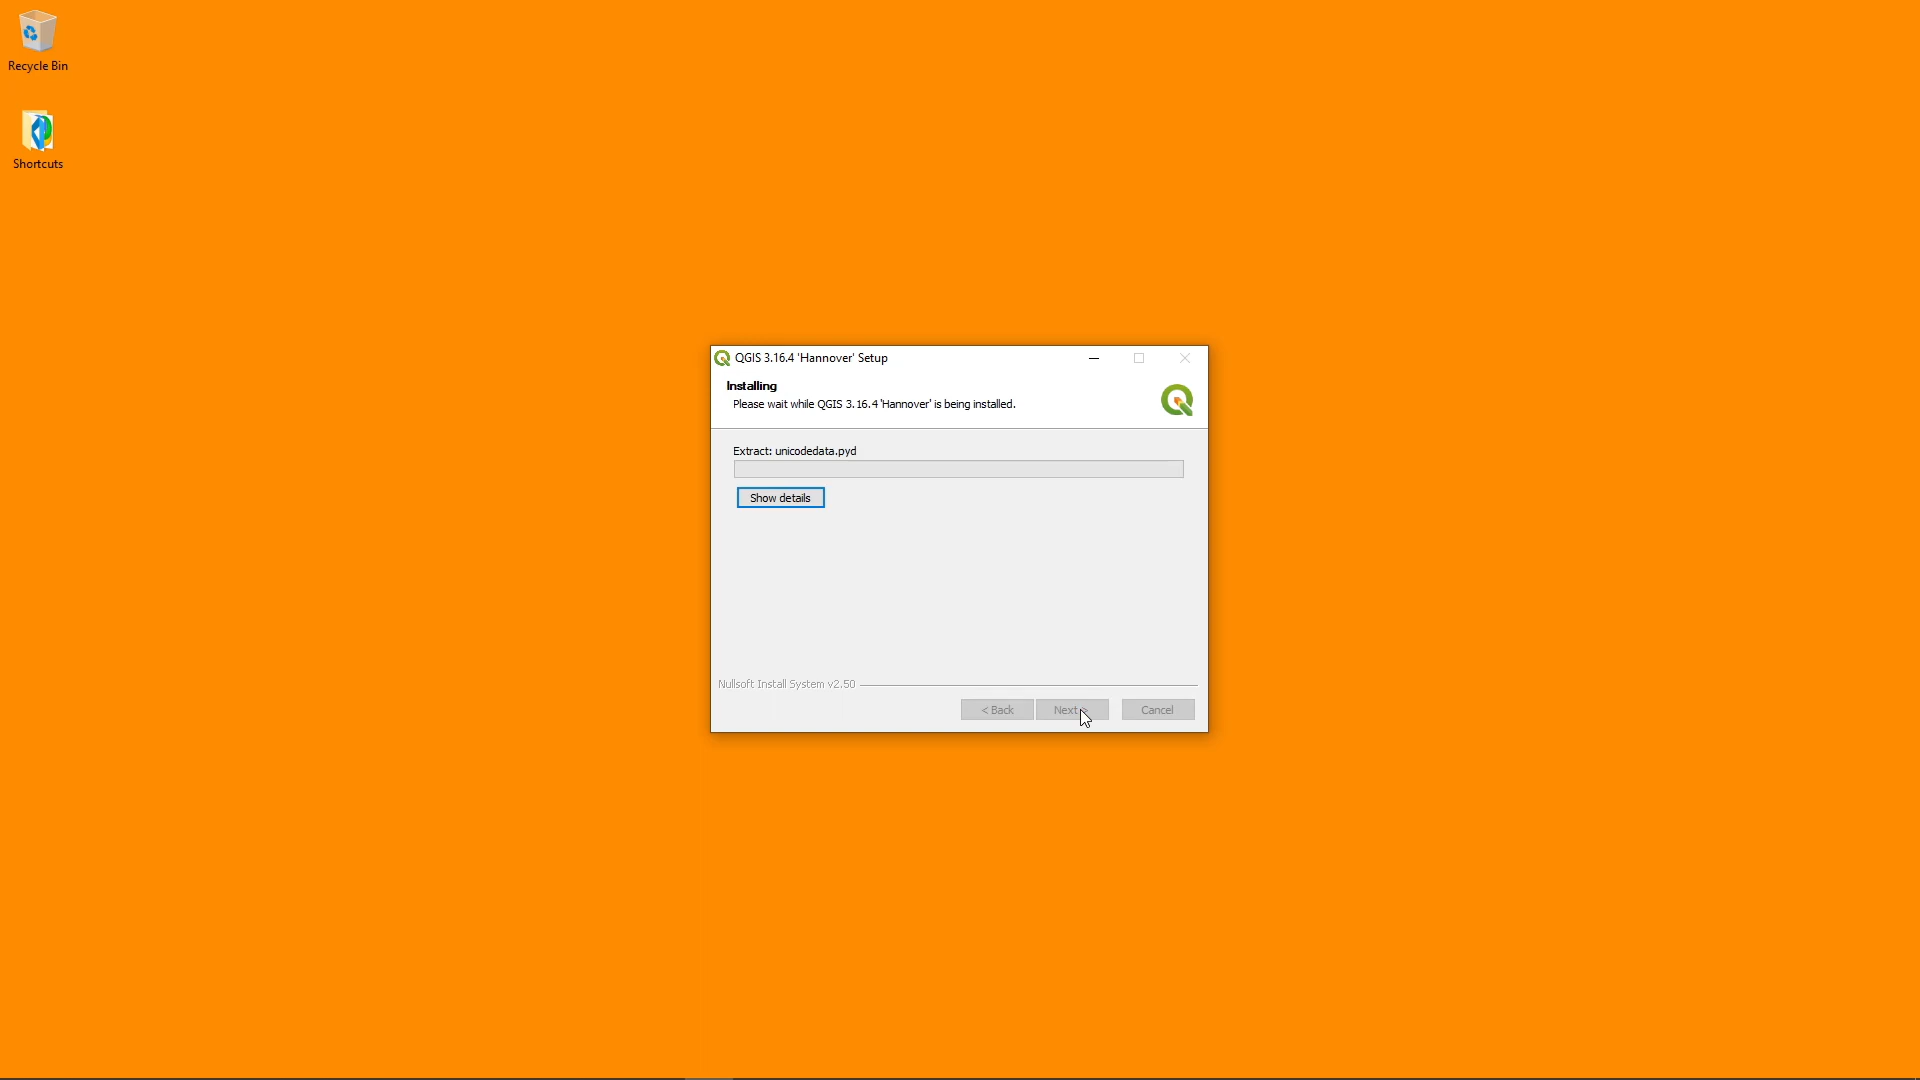 Recycle Bin
Shortcuts
QGIS 3.16.4 'Hannover' Setup
Installing
Please wait while QGIS 3.16.4 'Hannover' is being installed.
Extract: unicodedata.pyd
Show details
Nullsoft Install System v2.50
< Back
Next >
Cancel